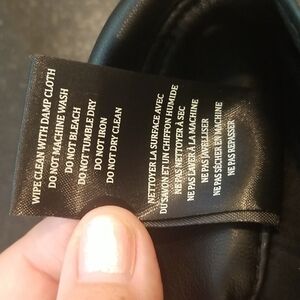 WIPE CLEAN WITH DAMP CLOTH
DO NOT MACHINE WASH
DO NOT BLEACH
DO NOT TUMBLE DRY
DO NOT IRON
DO NOT DRY CLEAN
NETTOYER LA SURFACE AVEC
DU SAVON ET UN CHIFFON HUMIDE
NE PAS NETTOYER À SEC
NE PAS LAVER À LA MACHINE
NE PAS JAVELLISER
NE PAS SÉCHER EN MACHINE
NE PAS REPASSER